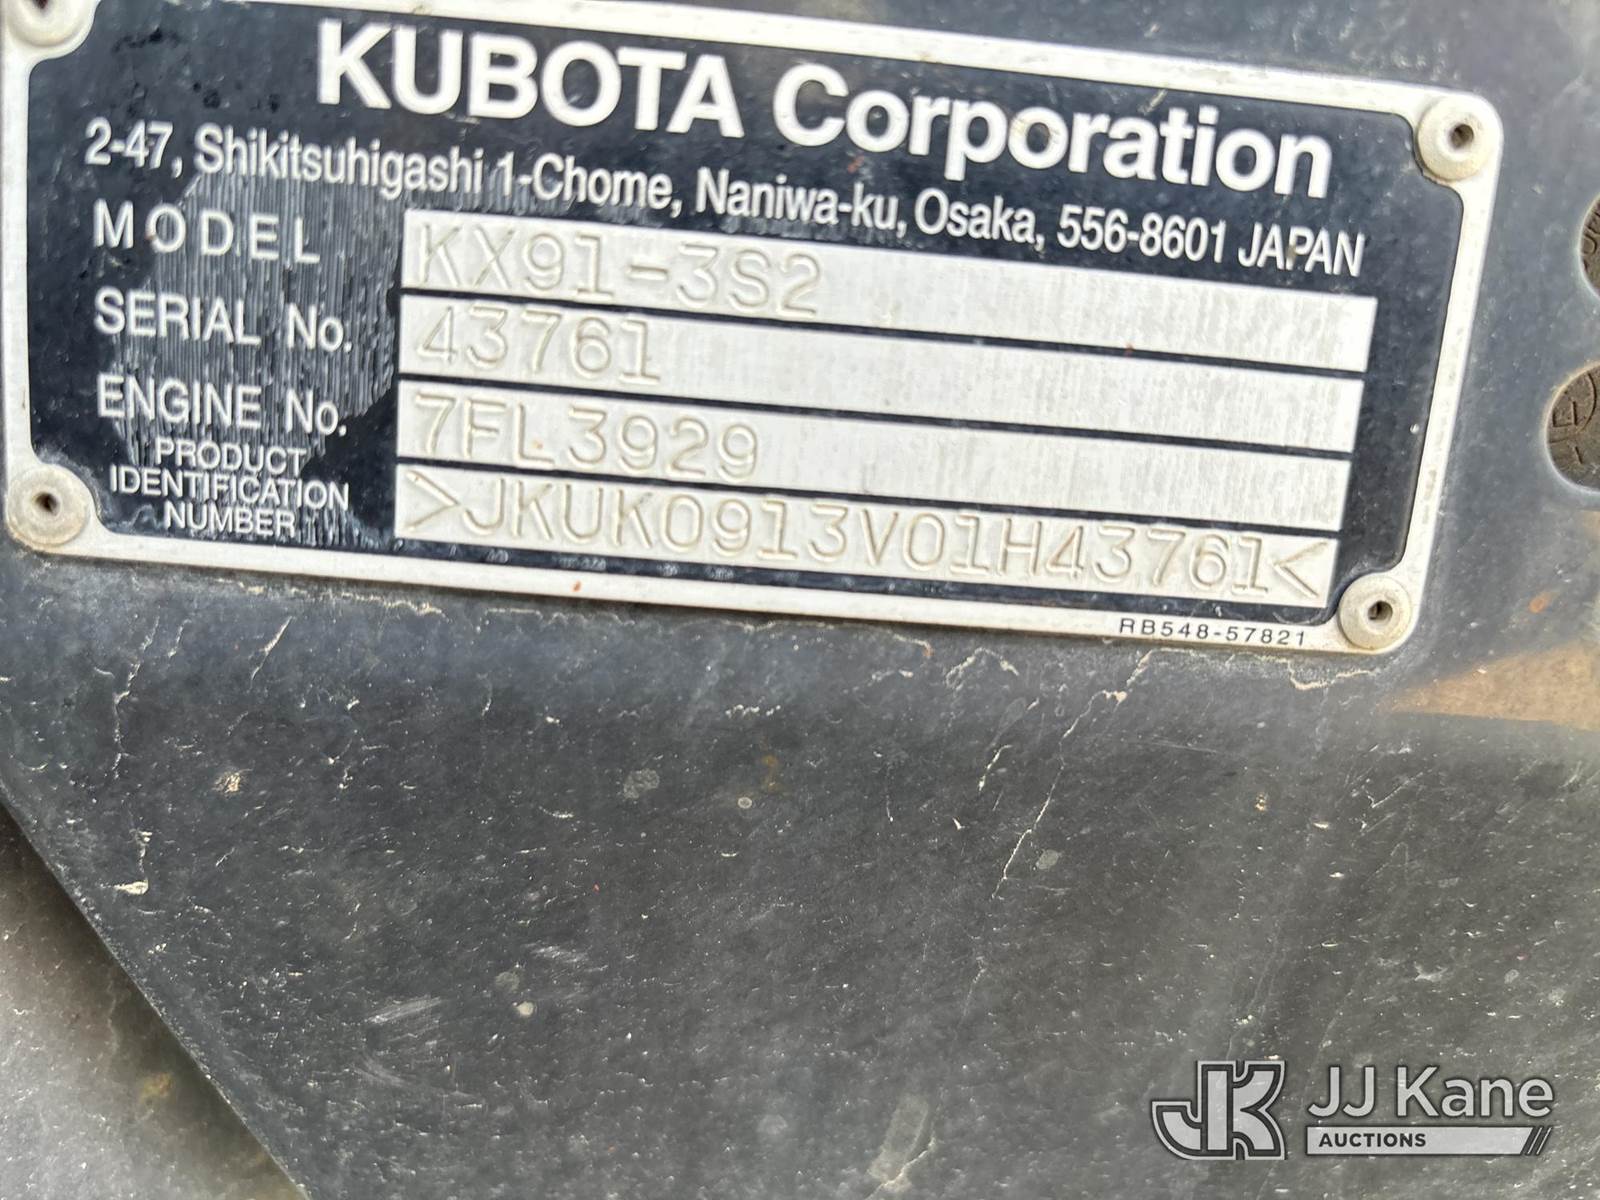 KUBOTA Corporation
2-47, Shikitsuhigashi 1-Chome, Naniwa-ku, Osaka, 556-8601 JAPAN
MODEL KX91-3S2
SERIAL No. 43761
ENGINE No. 7FL3929
PRODUCT
IDENTIFICATION
NUMBER >JKUK0913V01H43761<
RB548-57821
JK JJ Kane
AUCTIONS